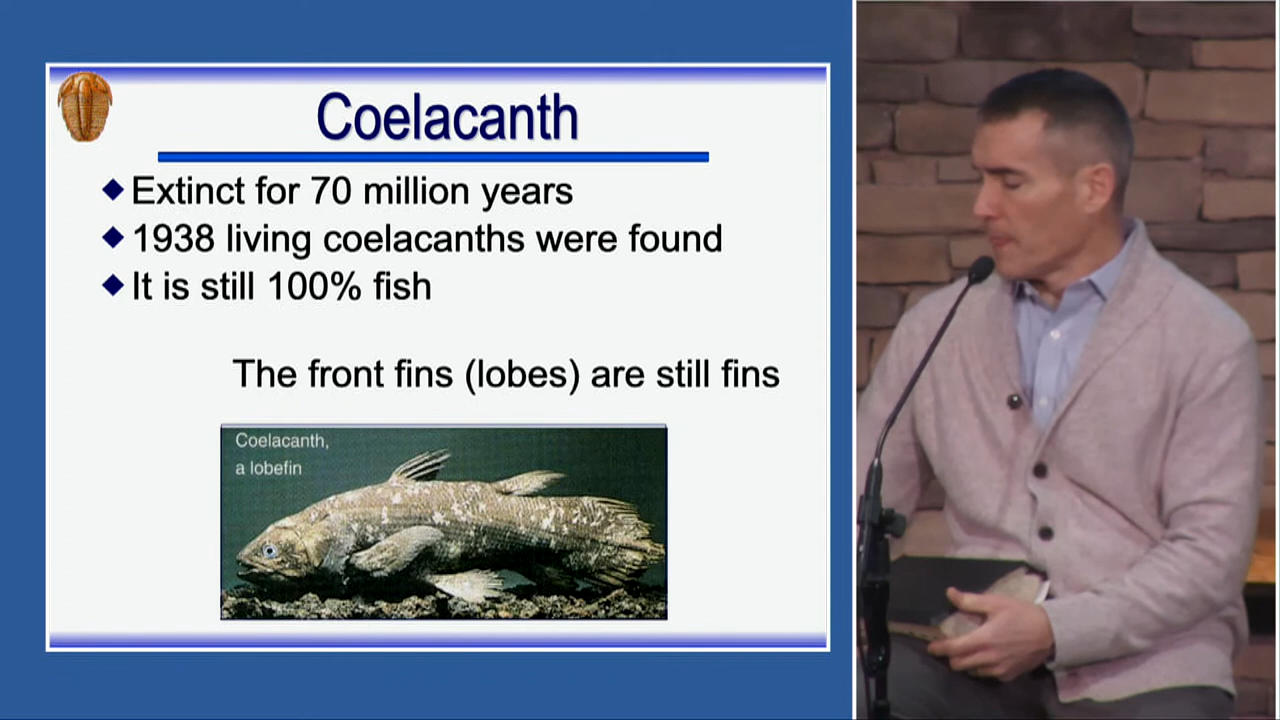 Coelacanth
Extinct for 70 million years
1938 living coelacanths were found
It is still 100% fish
The front fins (lobes) are still fins
Coelacanth,
a lobefin